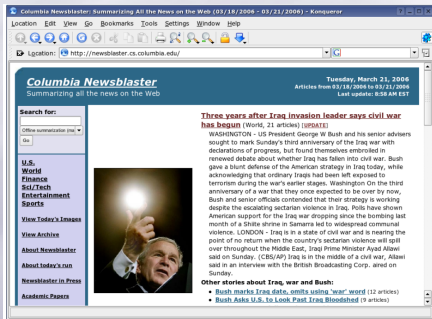 Columbia Newsblaster: Summarizing All the News on the Web (03/18/2006 - 03/21/2006) - Konqueror
Location Edit View Go Bookmarks Tools Settings Window Help
Location: http://newsblaster.cs.columbia.edu/
Columbia Newsblaster
Summarizing all the news on the Web
Tuesday, March 21, 2006
Articles from 03/18/2006 to 03/21/2006
Last update: 8:58 AM EST
Search for:
Offline summarization (ma
Go
U.S.
World
Finance
Sci/Tech
Entertainment
Sports
View Today's Images
View Archive
About Newsblaster
About today's run
Newsblaster in Press
Academic Papers
Three years after Iraq invasion leader says civil war
has begun (World, 21 articles) [UPDATE]
WASHINGTON - US President George W Bush and his senior advisers
sought to mark Sunday's third anniversary of the Iraq war with
declarations of progress, but found themselves embroiled in
renewed debate about whether Iraq has fallen into civil war. Bush
gave a blunt defense of the American strategy in Iraq today, while
acknowledging that ordinary Iraqis had been left exposed to
terrorism during the war's earlier stages. Washington On the third
anniversary of a war that they once expected to be over by now,
Bush and senior officials contended that their strategy is working
despite the escalating sectarian violence in Iraq. Polls have shown
American support for the Iraq war dropping since the bombing last
month of a Shiite shrine in Samarra led to widespread communal
violence. LONDON - Iraq is in a state of civil war and is nearing the
point of no return when the country's sectarian violence will spill
over throughout the Middle East, Iraqi Prime Minister Ayad Allawi
said on Sunday. (CBS/AP) Iraq is in the middle of a civil war, Allawi
said in an interview with the British Broadcasting Corp. aired on
Sunday.
Other stories about Iraq, war and Bush:
Bush marks Iraq date, omits using 'war' word (12 articles)
Bush Asks U.S. to Look Past Iraq Bloodshed (9 articles)